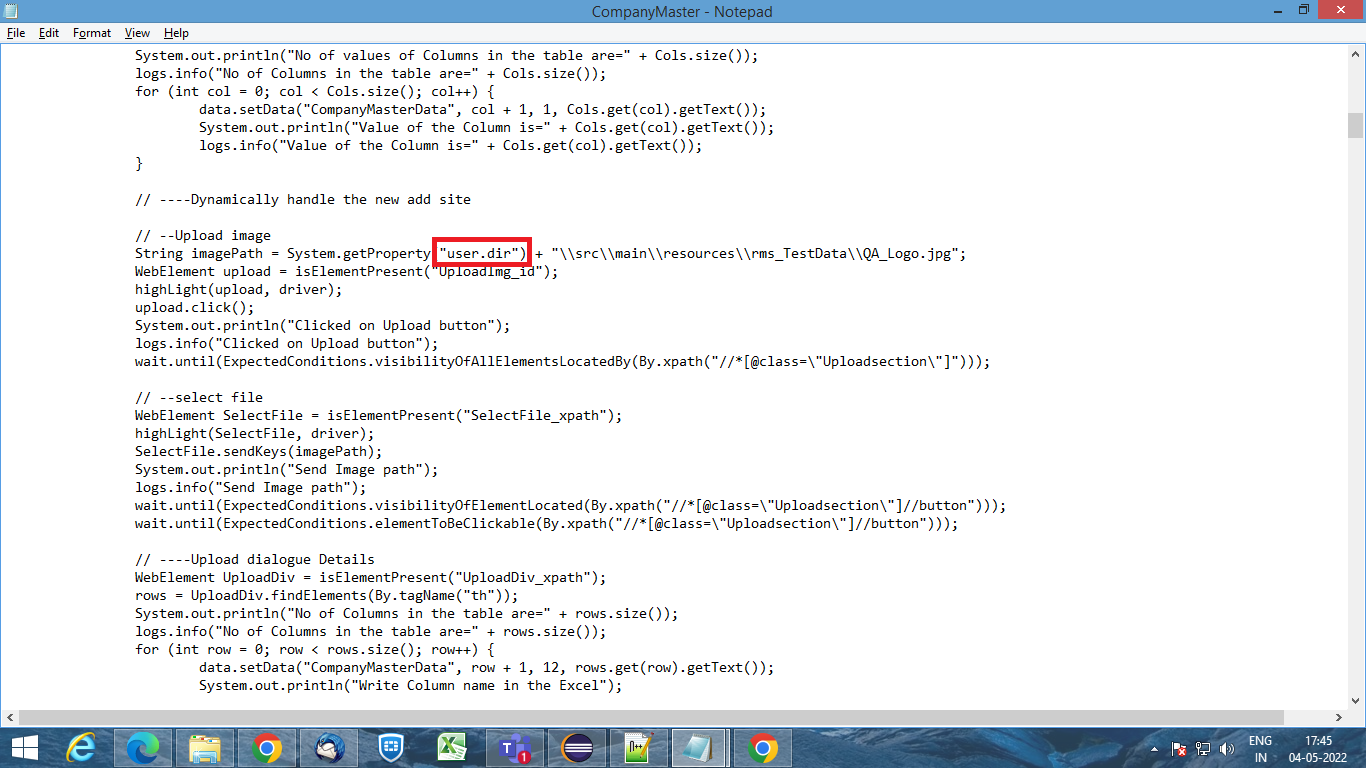 CompanyMaster - Notepad
File Edit Format View Help
System.out.println("No of values of Columns in the table are=" + Cols.size());
logs.info("No of Columns in the table are=" + Cols.size());
for (int col = 0; col < Cols.size(); col++) {
data.setData("CompanyMasterData", col + 1, 1, Cols.get(col).getText());
System.out.println("Value of the Column is=" + Cols.get(col).getText());
logs.info("Value of the Column is=" + Cols.get(col).getText());
}
// ----Dynamically handle the new add site
// --Upload image
String imagePath = System.getProperty "user.dir") + "\\src\\main\\resources\\rms_TestData\\QA_Logo.jpg";
WebElement upload = isElementPresent("UploadImg_id");
highLight(upload, driver);
upload.click();
System.out.println("Clicked on Upload button");
logs.info("Clicked on Upload button");
wait.until(ExpectedConditions.visibilityOfAllElementsLocatedBy(By.xpath("//*[@class=\"Uploadsection\"]")));
// --select file
WebElement SelectFile = isElementPresent("SelectFile_xpath");
highLight(SelectFile, driver);
SelectFile.sendKeys(imagePath);
System.out.println("Send Image path");
logs.info("Send Image path");
wait.until(ExpectedConditions.visibilityOfElementLocated(By.xpath("//*[@class=\"Uploadsection\"]//button")));
wait.until(ExpectedConditions.elementToBeClickable(By.xpath("//*[@class=\"Uploadsection\"]//button")));
// ----Upload dialogue Details
WebElement UploadDiv = isElementPresent("UploadDiv_xpath");
rows = UploadDiv.findElements(By.tagName("th"));
System.out.println("No of Columns in the table are=" + rows.size());
logs.info("No of Columns in the table are=" + rows.size());
for (int row = 0; row < rows.size(); row++) {
data.setData("CompanyMasterData", row + 1, 12, rows.get(row).getText());
System.out.println("Write Column name in the Excel");
ENG 17:45
IN 04-05-2022